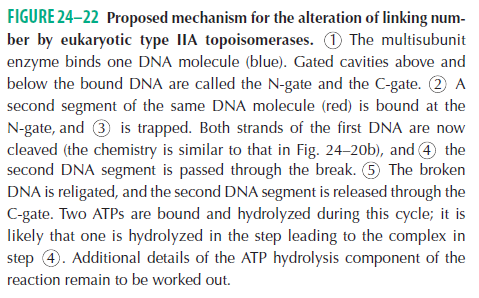 FIGURE 24–22 Proposed mechanism for the alteration of linking num-
ber by eukaryotic type IIA topoisomerases. ① The multisubunit
enzyme binds one DNA molecule (blue). Gated cavities above and
below the bound DNA are called the N-gate and the C-gate. ② A
second segment of the same DNA molecule (red) is bound at the
N-gate, and ③ is trapped. Both strands of the first DNA are now
cleaved (the chemistry is similar to that in Fig. 24–20b), and ④ the
second DNA segment is passed through the break. ⑤ The broken
DNA is religated, and the second DNA segment is released through the
C-gate. Two ATPs are bound and hydrolyzed during this cycle; it is
likely that one is hydrolyzed in the step leading to the complex in
step ④. Additional details of the ATP hydrolysis component of the
reaction remain to be worked out.